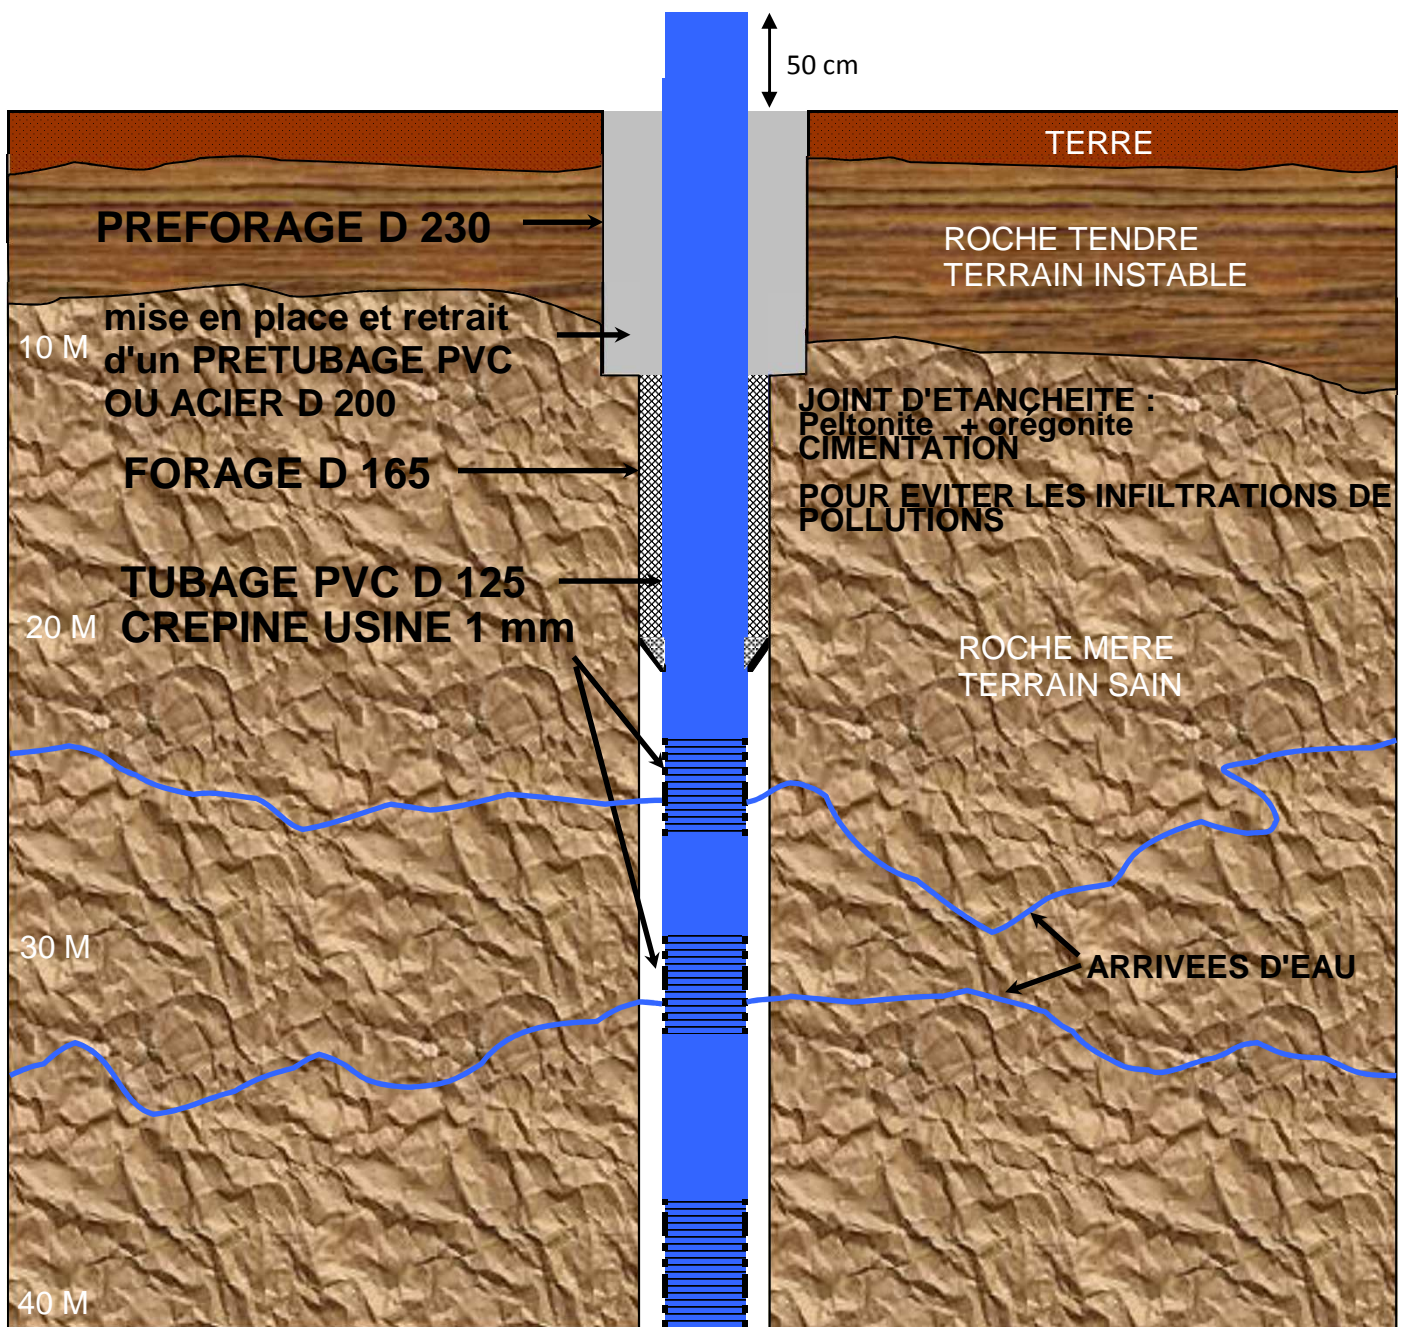 50 cm
TERRE
PREFORAGE D 230
ROCHE TENDRE
TERRAIN INSTABLE
mise en place et retrait
d'un PRETUBAGE PVC
OU ACIER D 200
10 M
JOINT D'ETANCHEITE :
Peltonite + orégonite
CIMENTATION
POUR EVITER LES INFILTRATIONS DE
POLLUTIONS
FORAGE D 165
TUBAGE PVC D 125
CREPINE USINE 1 mm
20 M
ROCHE MERE
TERRAIN SAIN
30 M
ARRIVEES D'EAU
40 M